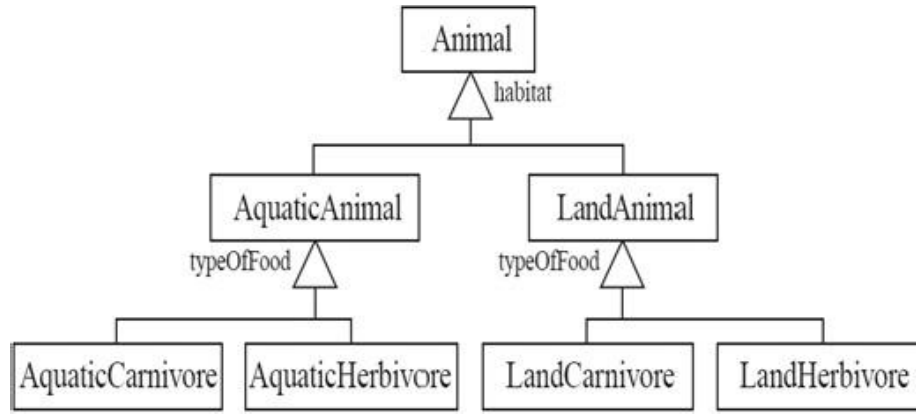 Animal
habitat
AquaticAnimal
LandAnimal
typeOfFood
typeOfFood
AquaticCarnivore
AquaticHerbivore
LandCarnivore
LandHerbivore